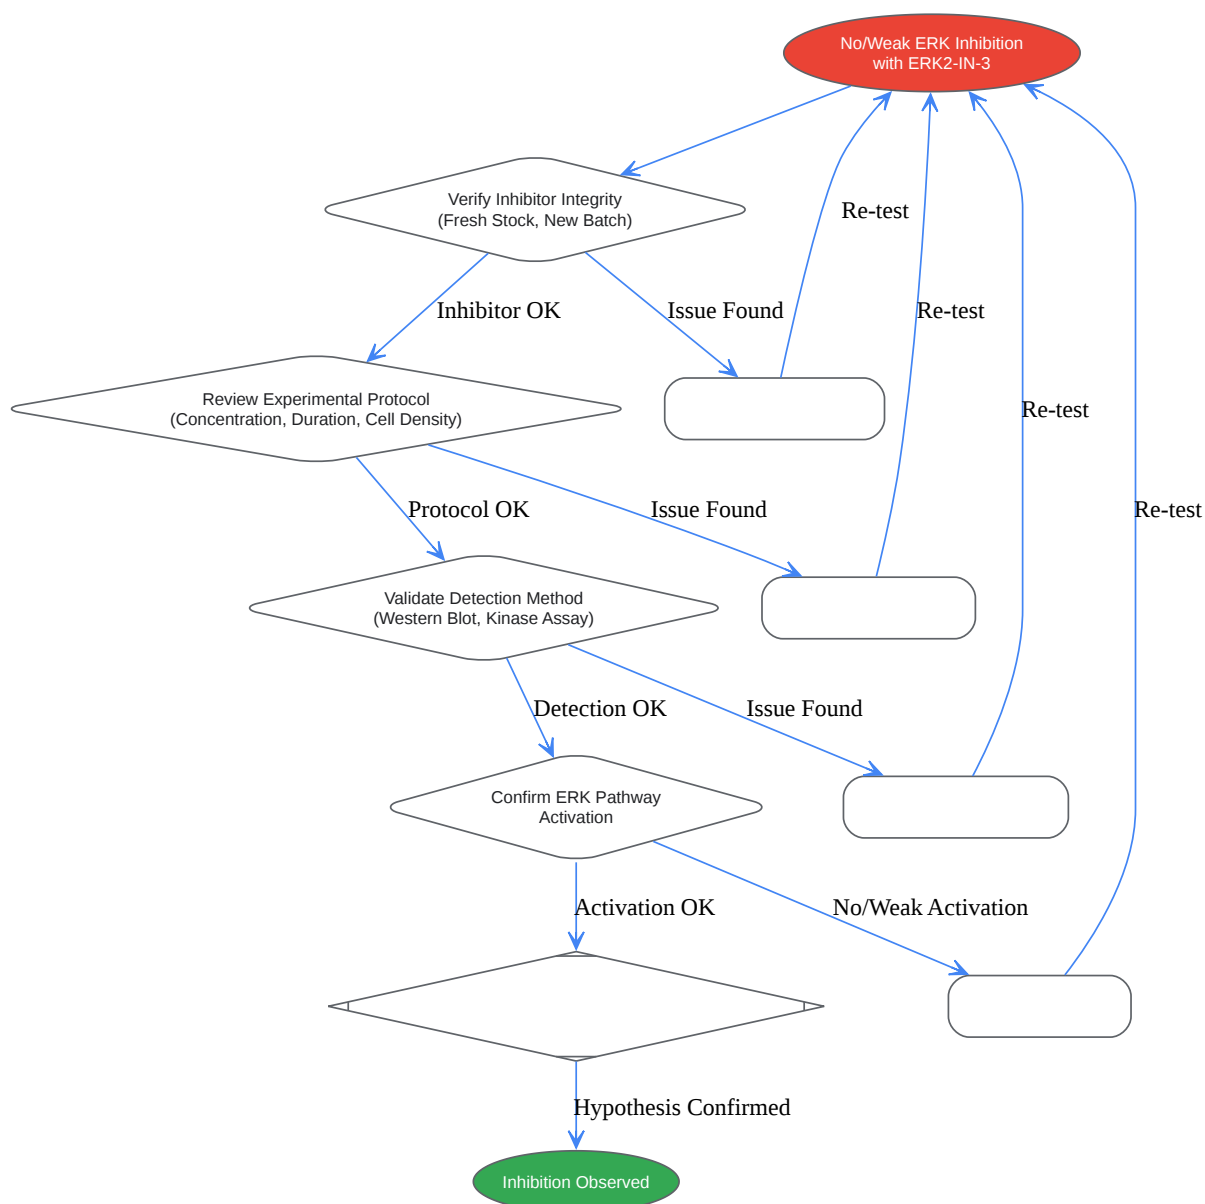 No/Weak ERK Inhibition
with ERK2-IN-3
Verify Inhibitor Integrity
(Fresh Stock, New Batch)
Re-test
Inhibitor OK
Issue Found
Re-test
Review Experimental Protocol
(Concentration, Duration, Cell Density)
Re-test
Protocol OK
Issue Found
Re-test
Validate Detection Method
(Western Blot, Kinase Assay)
Detection OK
Issue Found
Confirm ERK Pathway
Activation
Activation OK
No/Weak Activation
Hypothesis Confirmed
Inhibition Observed